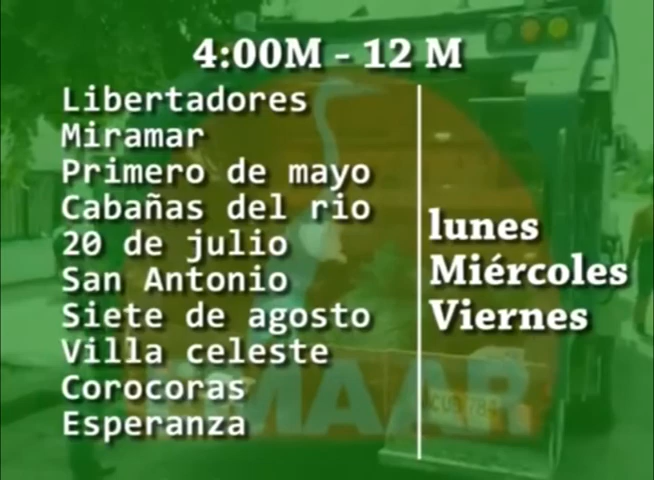 4:00M - 12 M
Libertadores
Miramar
Primero de mayo
Cabañas del rio
20 de julio
San Antonio
Siete de agosto
Villa celeste
Corocoras
Esperanza
lunes
Miércoles
Viernes
EMAAR